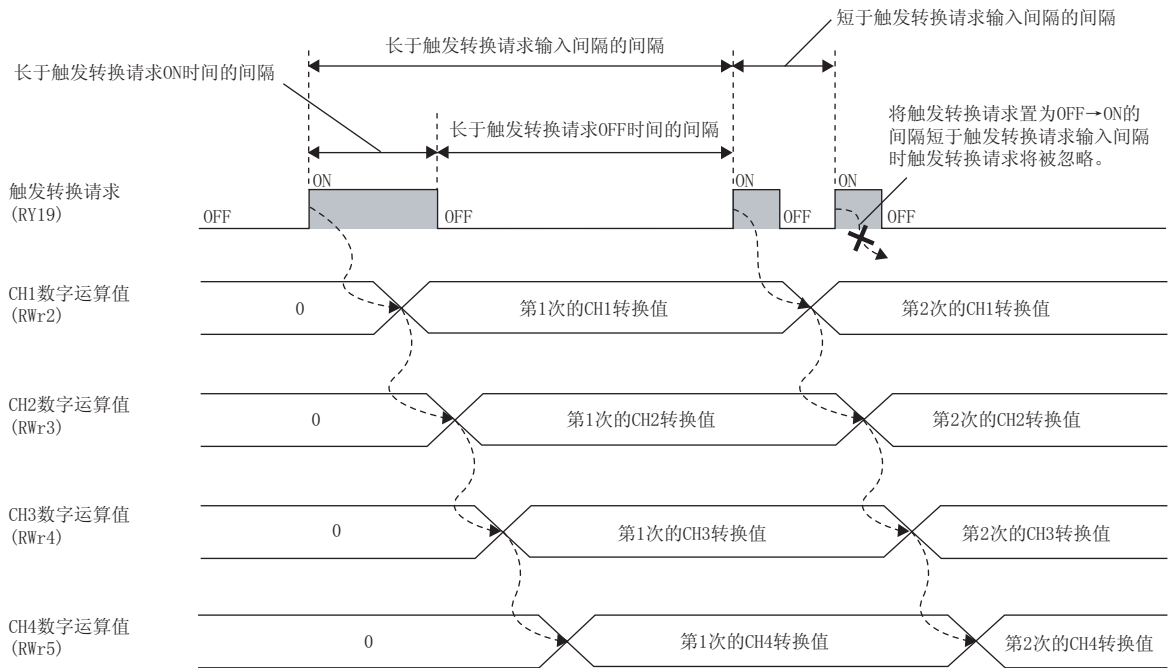 短于触发转换请求输入间隔的间隔
长于触发转换请求输入间隔的间隔
长于触发转换请求ON时间的间隔
长于触发转换请求OFF时间的间隔
将触发转换请求置为OFF→ON的
间隔短于触发转换请求输入间隔
时触发转换请求将被忽略。
触发转换请求
(RY19)
OFF
ON
OFF
ON
OFF
ON
OFF
CH1数字运算值
(RWr2)
0
第1次的CH1转换值
第2次的CH1转换值
CH2数字运算值
(RWr3)
0
第1次的CH2转换值
第2次的CH2转换值
CH3数字运算值
(RWr4)
0
第1次的CH3转换值
第2次的CH3转换值
CH4数字运算值
(RWr5)
0
第1次的CH4转换值
第2次的CH4转换值